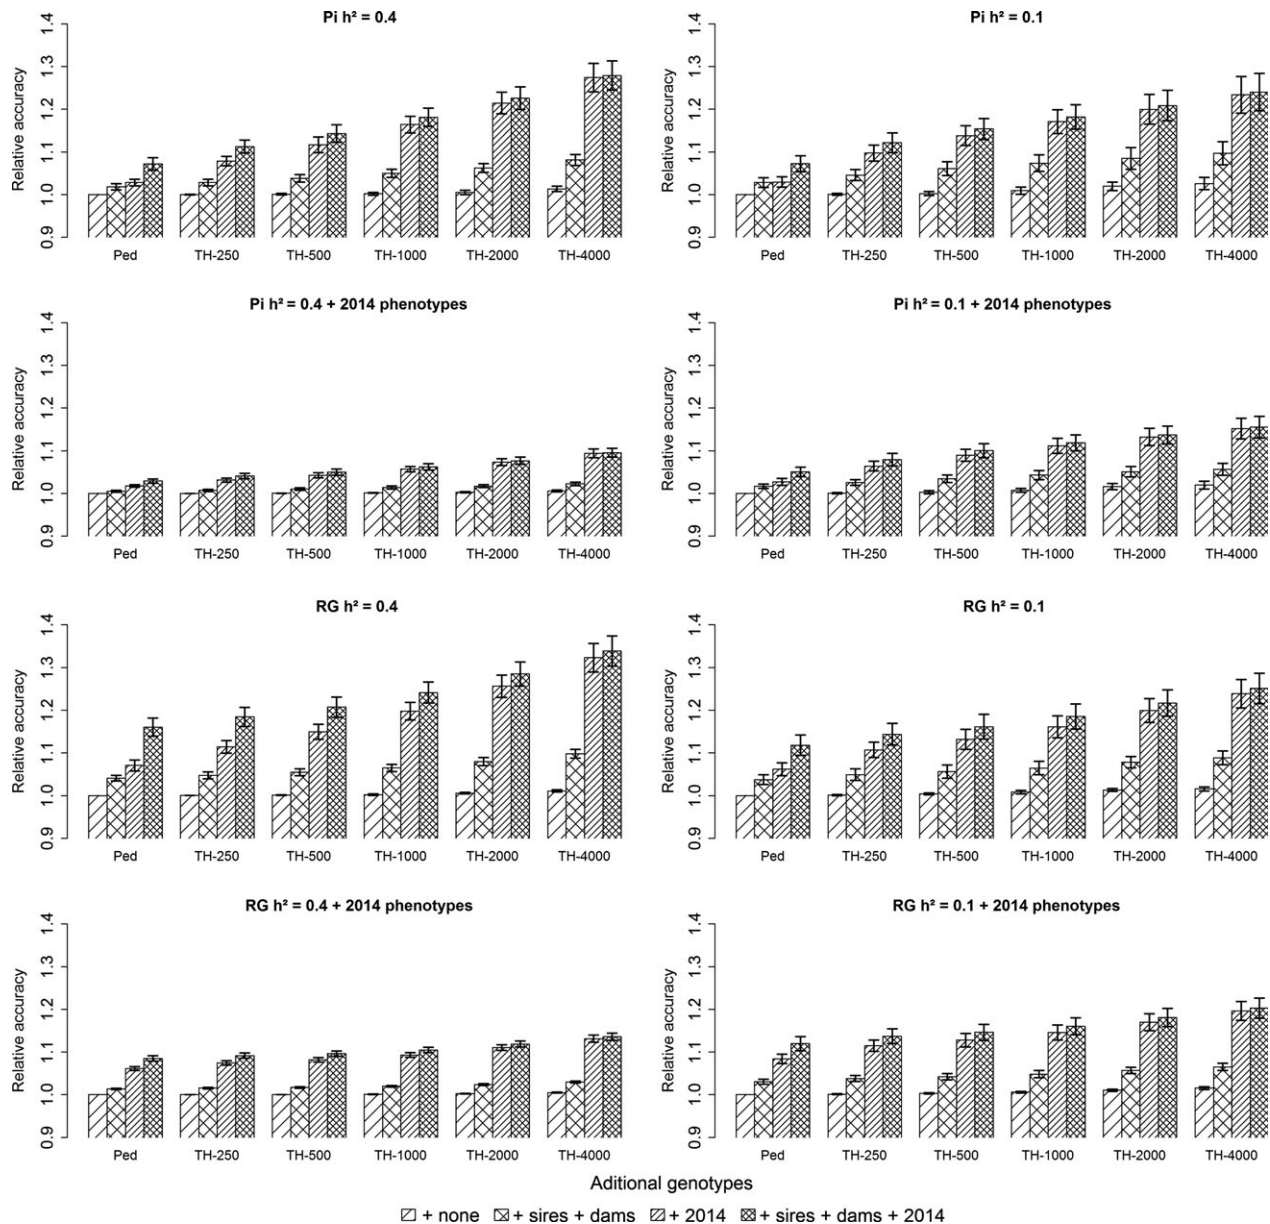 Pi h² = 0.4
Relative accuracy
1.4
1.3
1.2
1.1
1.0
0.9
Ped TH-250 TH-500 TH-1000 TH-2000 TH-4000
Pi h² = 0.1
Relative accuracy
1.4
1.3
1.2
1.1
1.0
0.9
Ped TH-250 TH-500 TH-1000 TH-2000 TH-4000
Pi h² = 0.4 + 2014 phenotypes
Relative accuracy
1.4
1.3
1.2
1.1
1.0
0.9
Ped TH-250 TH-500 TH-1000 TH-2000 TH-4000
Pi h² = 0.1 + 2014 phenotypes
Relative accuracy
1.4
1.3
1.2
1.1
1.0
0.9
Ped TH-250 TH-500 TH-1000 TH-2000 TH-4000
RG h² = 0.4
Relative accuracy
1.4
1.3
1.2
1.1
1.0
0.9
Ped TH-250 TH-500 TH-1000 TH-2000 TH-4000
RG h² = 0.1
Relative accuracy
1.4
1.3
1.2
1.1
1.0
0.9
Ped TH-250 TH-500 TH-1000 TH-2000 TH-4000
RG h² = 0.4 + 2014 phenotypes
Relative accuracy
1.4
1.3
1.2
1.1
1.0
0.9
Ped TH-250 TH-500 TH-1000 TH-2000 TH-4000
RG h² = 0.1 + 2014 phenotypes
Relative accuracy
1.4
1.3
1.2
1.1
1.0
0.9
Ped TH-250 TH-500 TH-1000 TH-2000 TH-4000
Aditional genotypes
+ none + sires + dams + 2014 + sires + dams + 2014